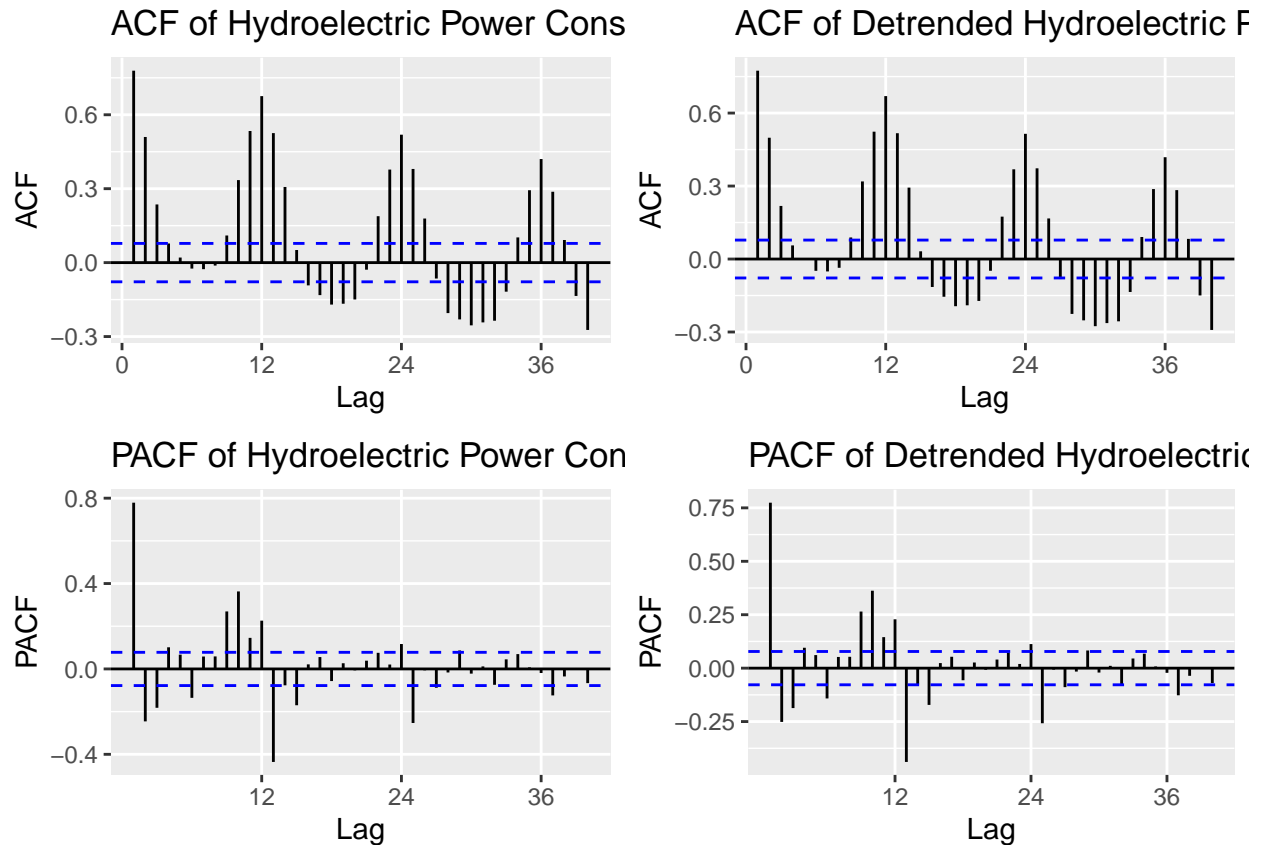 ACF of Hydroelectric Power Cons
ACF
0.6
0.3
0.0
−0.3
0
12
24
36
Lag
ACF of Detrended Hydroelectric P
ACF
0.6
0.3
0.0
−0.3
0
12
24
36
Lag
PACF of Hydroelectric Power Con
PACF
0.8
0.4
0.0
−0.4
12
24
36
Lag
PACF of Detrended Hydroelectric
PACF
0.75
0.50
0.25
0.00
−0.25
12
24
36
Lag